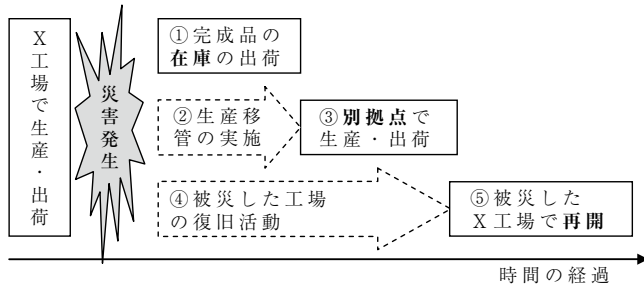 X工場で生産・出荷
災害発生
①完成品の
在庫の出荷
②生産移
管の実施
③別拠点で
生産・出荷
④被災した工場
の復旧活動
⑤被災した
X工場で再開
時間の経過